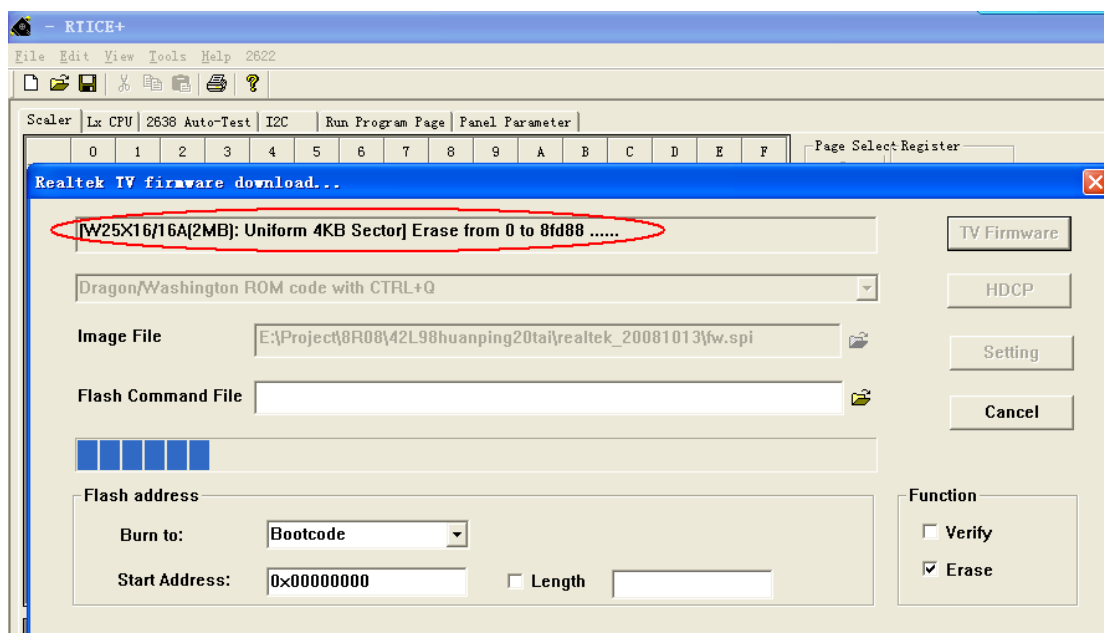 - RTICE+
File Edit View Tools Help 2622
Scaler Lx CPU 2638 Auto-Test I2C Run Program Page Panel Parameter
0 1 2 3 4 5 6 7 8 9 A B C D E F Page Select Register
Realtek TV firmware download...
[W25X16/16A(2MB): Uniform 4KB Sector] Erase from 0 to 8fd88 ......
TV Firmware
Dragon/Washington ROM code with CTRL+Q
HDCP
Image File E:\Project\8R08\42L98huanping20tai\realtek_20081013\fw.spi
Setting
Flash Command File
Cancel
Flash address
Function
Burn to: Bootcode
Verify
Start Address: 0x00000000 Length
Erase